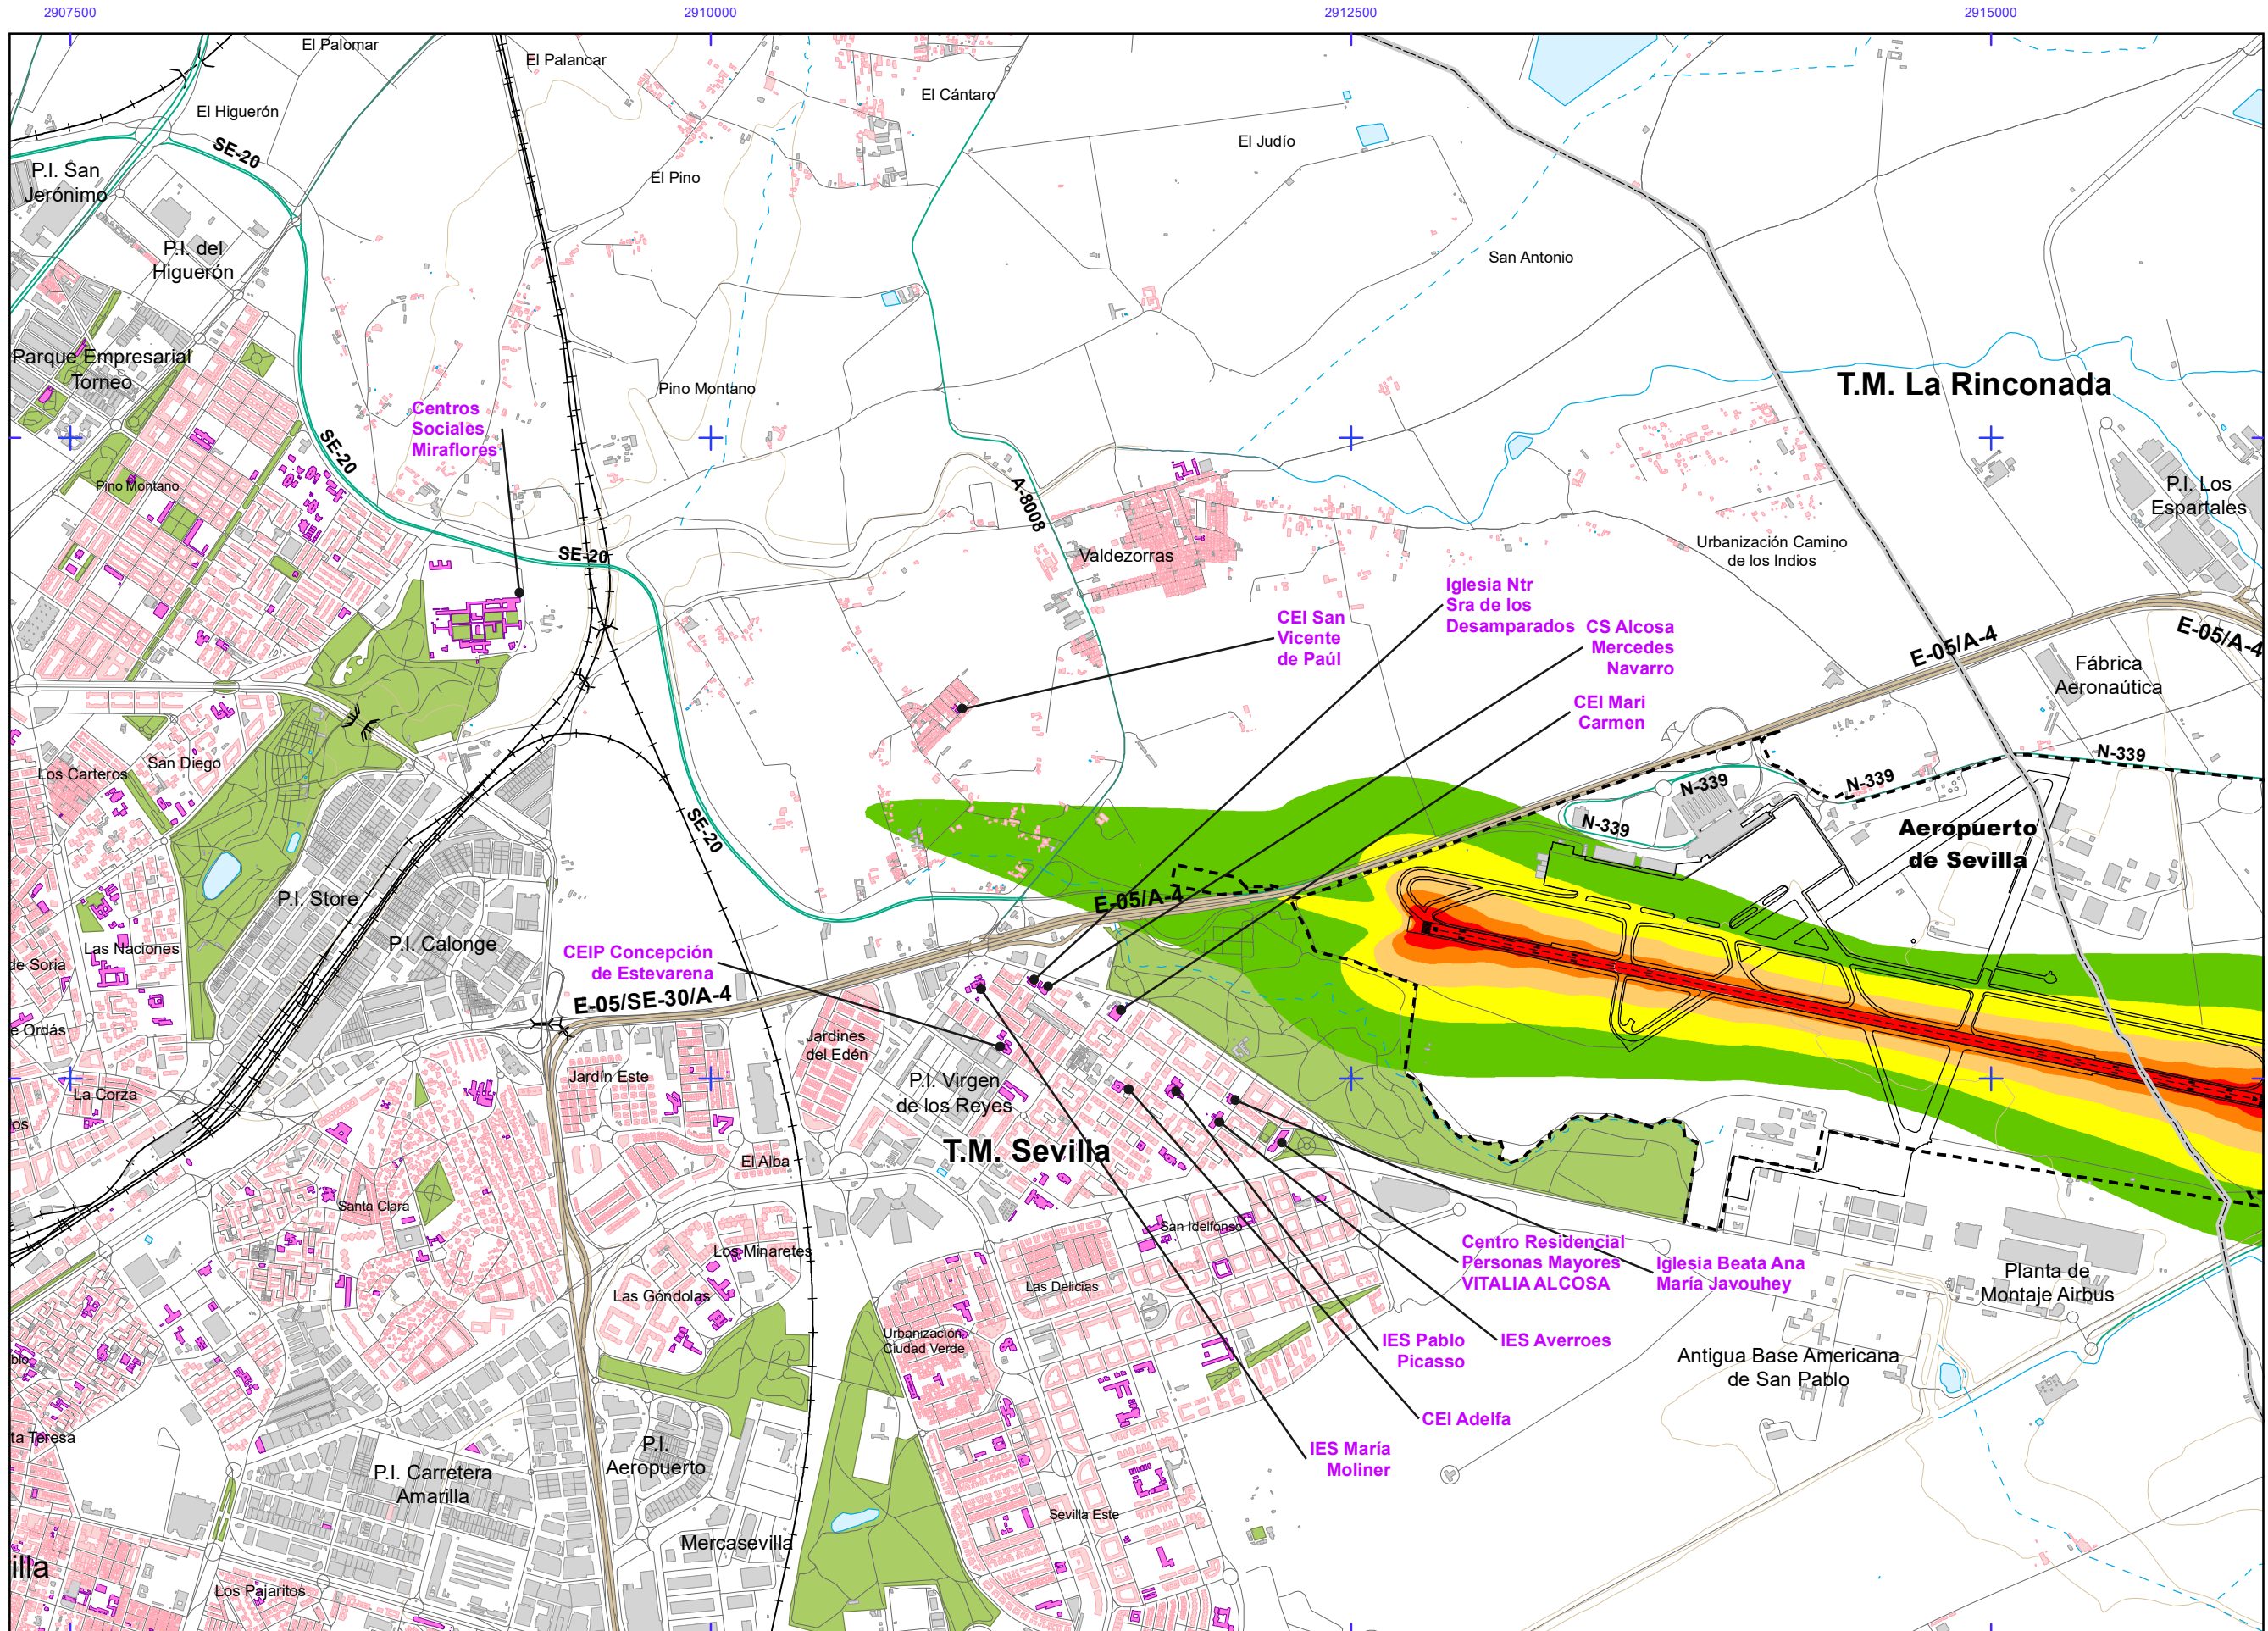 2907500
2910000
2912500
2915000
El Palomar
El Palancar
El Cántaro
El Higuerón
SE-20
El Judío
P.I. San
Jerónimo
El Pino
P.I. del
Higuerón
San Antonio
Parque Empresarial
Torneo
Pino Montano
T.M. La Rinconada
Centros
Sociales
Miraflores
SE-20
Pino Montano
A-8008
P.I. Los
Espartales
SE-20
Valdezorras
Urbanización Camino
de los Indios
Iglesia Ntr
Sra de los
Desamparados
CEI San
Vicente
de Paúl
CS Alcosa
Mercedes
Navarro
E-05/A-4
E-05/A-4
Fábrica
Aeronaútica
CEI Mari
Carmen
Los Carteros
San Diego
N-339
N-339
N-339
N-339
SE-20
Aeropuerto
de Sevilla
P.I. Store
E-05/A-4
P.I. Calonge
Las Naciones
de Soria
CEIP Concepción
de Estevarena
E-05/SE-30/A-4
e Ordás
Jardines
del Edén
Jardín Este
P.I. Virgen
de los Reyes
La Corza
os
T.M. Sevilla
El Alba
Santa Clara
San Idelfonso
Los Minaretes
Centro Residencial
Personas Mayores
VITALIA ALCOSA
Iglesia Beata Ana
María Javouhey
Planta de
Montaje Airbus
Las Góndolas
Las Delicias
Urbanización
Ciudad Verde
IES Pablo
Picasso
IES Averroes
Antigua Base Americana
de San Pablo
blo
CEI Adelfa
ta Teresa
IES María
Moliner
P.I.
Aeropuerto
P.I. Carretera
Amarilla
Sevilla Este
Mercasevilla
illa
Los Pajaritos